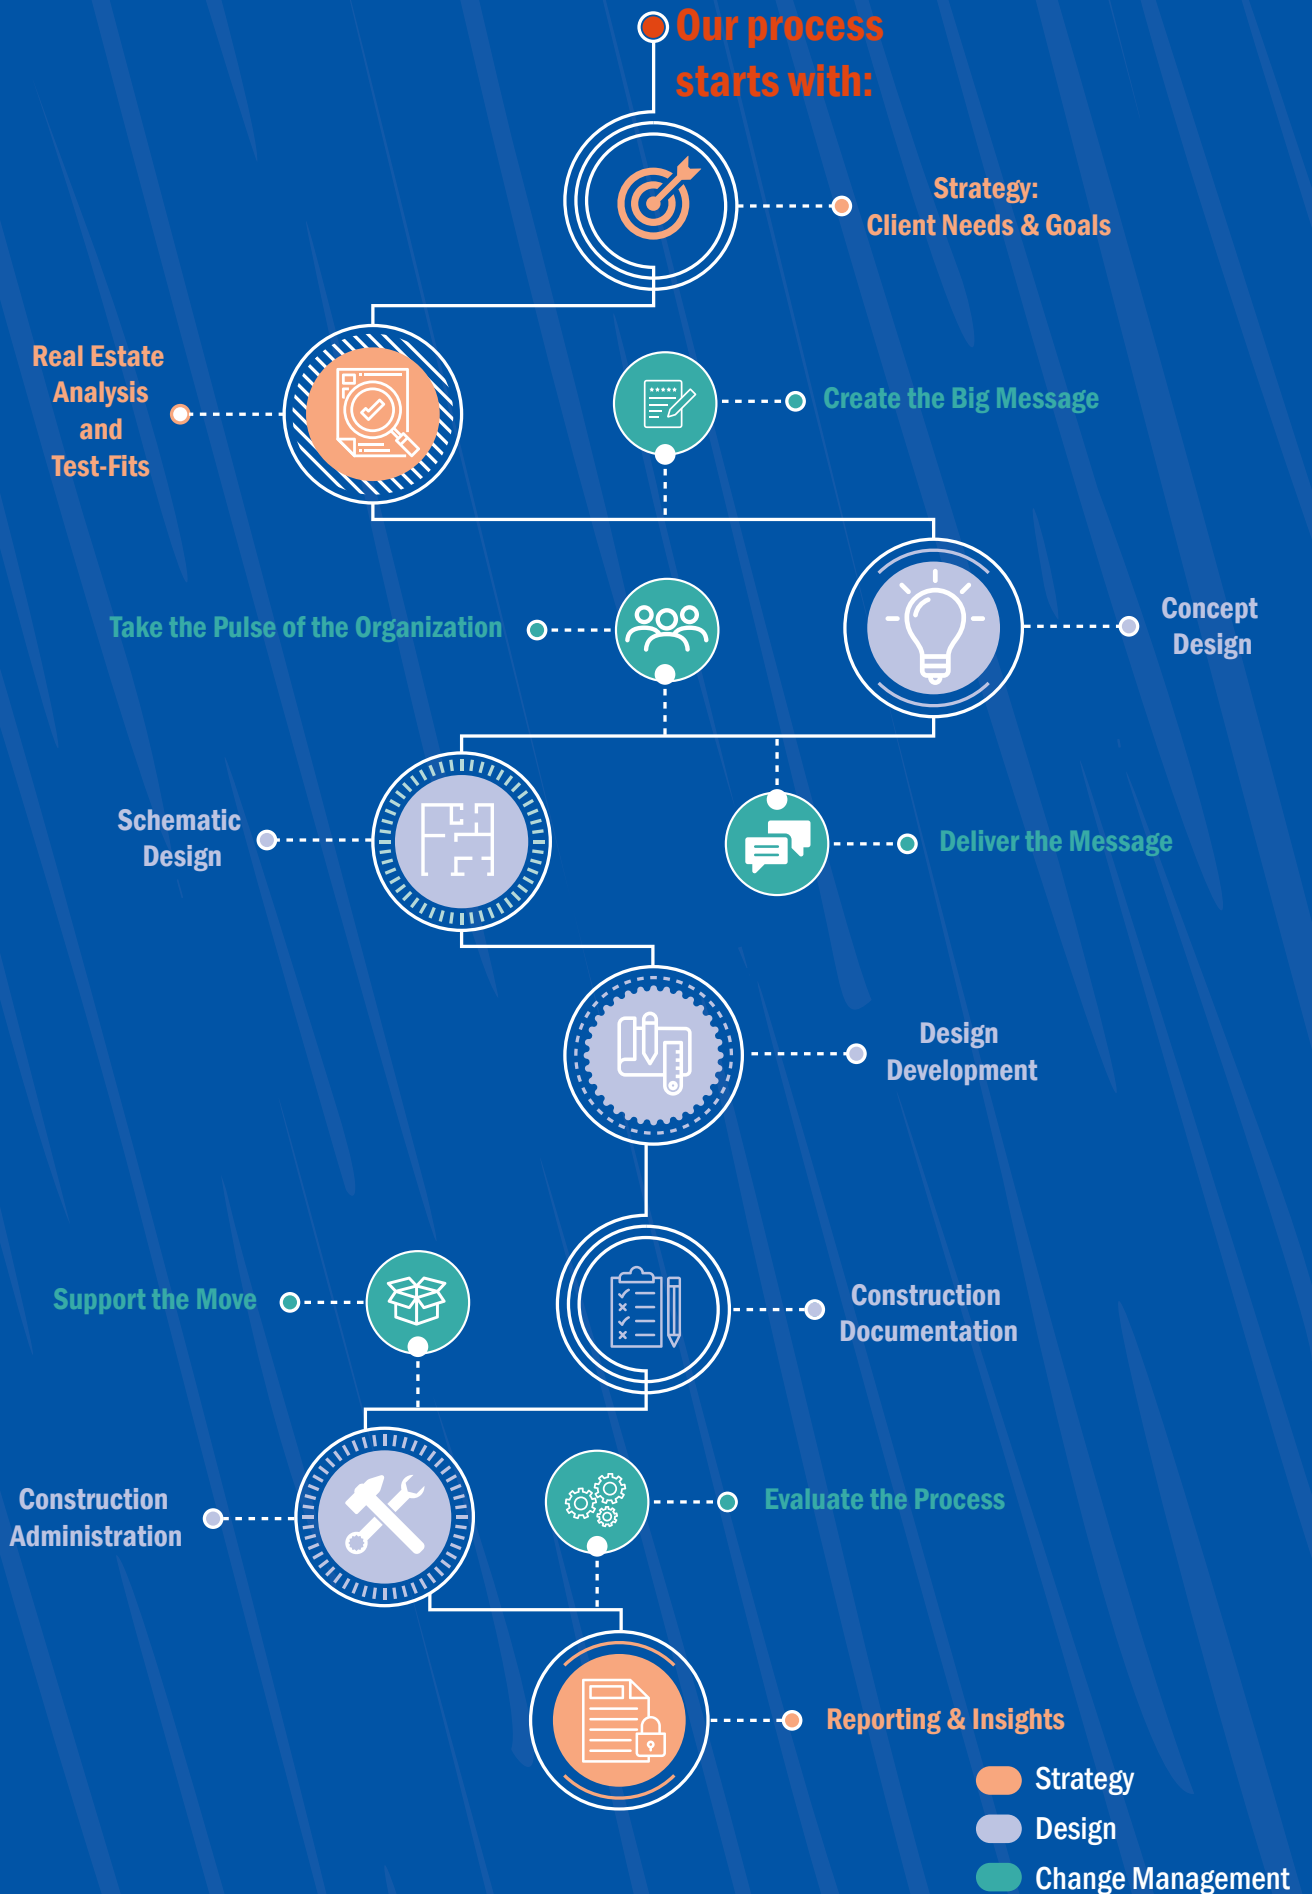 Our process
starts with:
Strategy:
Client Needs & Goals
Real Estate
Analysis
and
Test-Fits
Create the Big Message
Take the Pulse of the Organization
Concept
Design
Schematic
Design
Deliver the Message
Design
Development
Support the Move
Construction
Documentation
Construction
Administration
Evaluate the Process
Reporting & Insights
Strategy
Design
Change Management